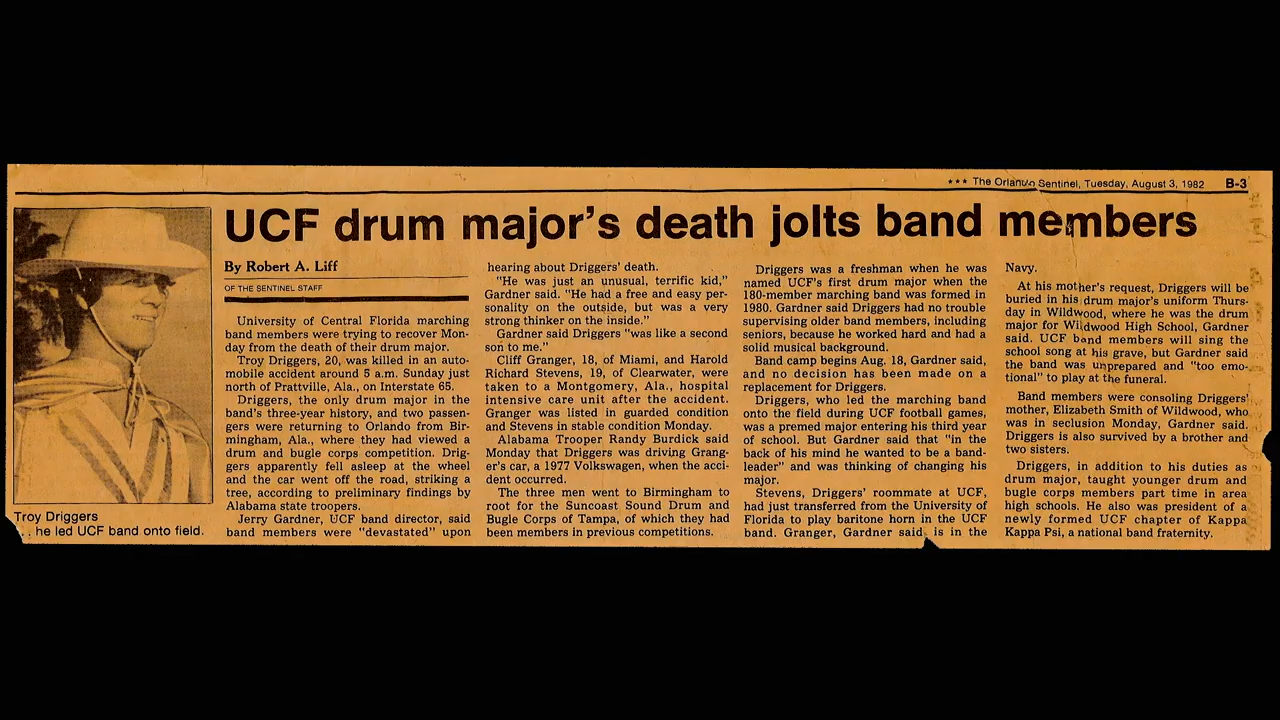 *** The Orlando Sentinel, Tuesday, August 3, 1982 B-3
UCF drum major's death jolts band members
Troy Driggers
. . he led UCF band onto field.
By Robert A. Liff
OF THE SENTINEL STAFF
University of Central Florida marching
band members were trying to recover Mon-
day from the death of their drum major.
Troy Driggers, 20, was killed in an auto-
mobile accident around 5 a.m. Sunday just
north of Prattville, Ala., on Interstate 65.
Driggers, the only drum major in the
band's three-year history, and two passen-
gers were returning to Orlando from Bir-
mingham, Ala., where they had viewed a
drum and bugle corps competition. Drig-
gers apparently fell asleep at the wheel
and the car went off the road, striking a
tree, according to preliminary findings by
Alabama state troopers.
Jerry Gardner, UCF band director, said
band members were "devastated" upon
hearing about Driggers' death.
"He was just an unusual, terrific kid,"
Gardner said. "He had a free and easy per-
sonality on the outside, but was a very
strong thinker on the inside."
Gardner said Driggers "was like a second
son to me."
Cliff Granger, 18, of Miami, and Harold
Richard Stevens, 19, of Clearwater, were
taken to a Montgomery, Ala., hospital
intensive care unit after the accident.
Granger was listed in guarded condition
and Stevens in stable condition Monday.
Alabama Trooper Randy Burdick said
Monday that Driggers was driving Grang-
er's car, a 1977 Volkswagen, when the acci-
dent occurred.
The three men went to Birmingham to
root for the Suncoast Sound Drum and
Bugle Corps of Tampa, of which they had
been members in previous competitions.
Driggers was a freshman when he was
named UCF's first drum major when the
180-member marching band was formed in
1980. Gardner said Driggers had no trouble
supervising older band members, including
seniors, because he worked hard and had a
solid musical background.
Band camp begins Aug. 18, Gardner said,
and no decision has been made on a
replacement for Driggers.
Driggers, who led the marching band
onto the field during UCF football games,
was a premed major entering his third year
of school. But Gardner said that "in the
back of his mind he wanted to be a band-
leader" and was thinking of changing his
major.
Stevens, Driggers' roommate at UCF,
had just transferred from the University of
Florida to play baritone horn in the UCF
band. Granger, Gardner said, is in the
Navy.
At his mother's request, Driggers will be
buried in his drum major's uniform Thurs-
day in Wildwood, where he was the drum
major for Wildwood High School, Gardner
said. UCF band members will sing the
school song at his grave, but Gardner said
the band was unprepared and "too emo-
tional" to play at the funeral.
Band members were consoling Driggers'
mother, Elizabeth Smith of Wildwood, who
was in seclusion Monday, Gardner said.
Driggers is also survived by a brother and
two sisters.
Driggers, in addition to his duties as
drum major, taught younger drum and
bugle corps members part time in area
high schools. He also was president of a
newly formed UCF chapter of Kappa
Kappa Psi, a national band fraternity.